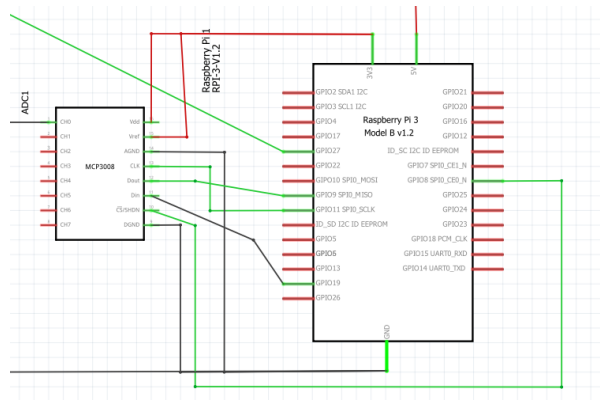 Raspberry Pi 1
RPI-3-V1.2
ADC1
3V3
5V
CH0
CH1
CH2
CH3
CH4
CH5
CH6
CH7
MCP3008
Vdd
Vref
AGND
CLK
Dout
Din
CS/SHDN
DGND
GPIO2 SDA1 I2C
GPIO3 SCL1 I2C
GPIO4
GPIO17
GPIO27
GPIO22
GPIO10 SPI0_MOSI
GPIO9 SPI0_MISO
GPIO11 SPI0_SCLK
ID_SD I2C ID EEPROM
GPIO5
GPIO6
GPIO13
GPIO19
GPIO26
Raspberry Pi 3
Model B v1.2
GPIO21
GPIO20
GPIO16
GPIO12
ID_SC I2C ID EEPROM
GPIO7 SPI0_CE1_N
GPIO8 SPI0_CE0_N
GPIO25
GPIO24
GPIO23
GPIO18 PCM_CLK
GPIO15 UART0_RXD
GPIO14 UART0_TXD
GND